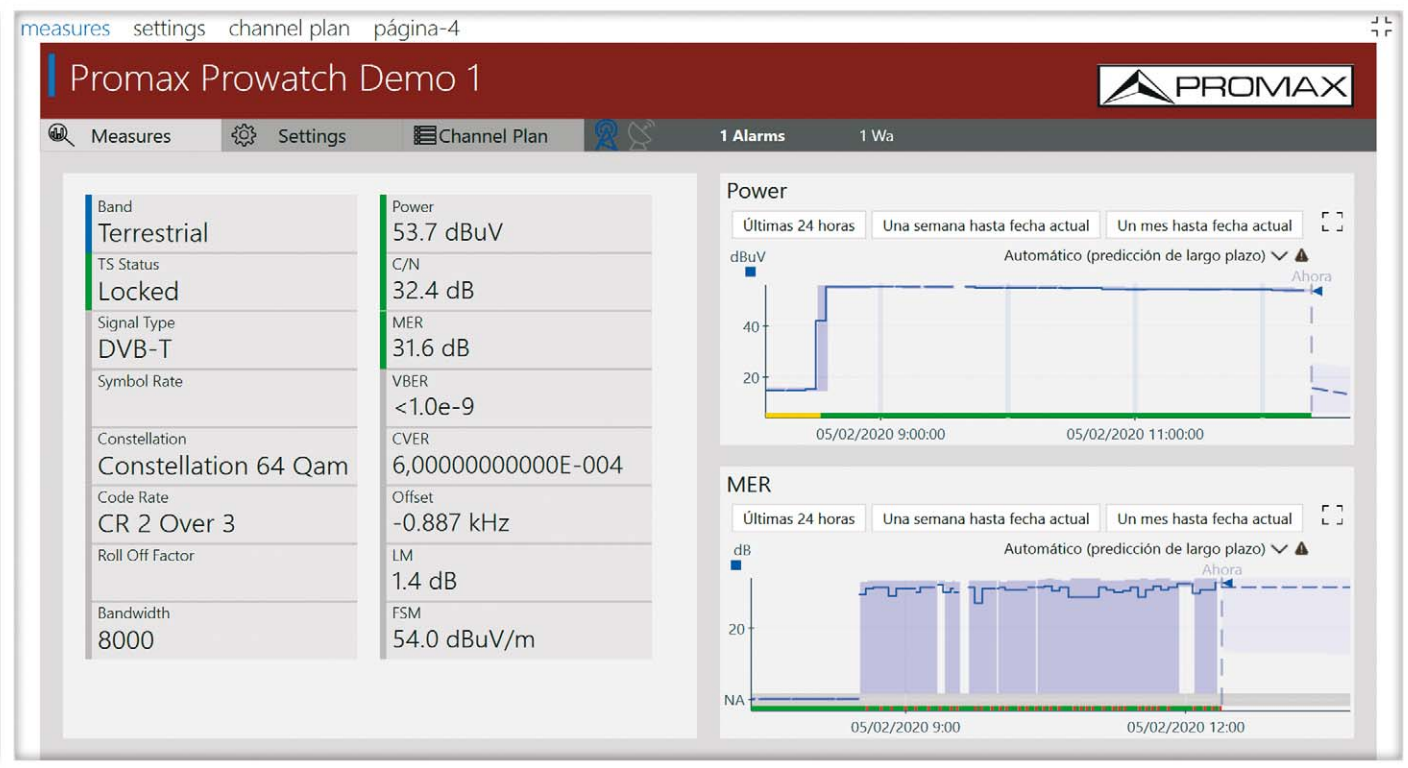 measures settings channel plan página-4
Promax Prowatch Demo 1
PROMAX
Measures Settings Channel Plan 1 Alarms 1 Wa
Band
Terrestrial
TS Status
Locked
Signal Type
DVB-T
Symbol Rate
Constellation
Constellation 64 Qam
Code Rate
CR 2 Over 3
Roll Off Factor
Bandwidth
8000
Power
53.7 dBuV
C/N
32.4 dB
MER
31.6 dB
VBER
<1.0e-9
CVER
6,00000000000E-004
Offset
-0.887 kHz
LM
1.4 dB
FSM
54.0 dBuV/m
Power
Últimas 24 horas Una semana hasta fecha actual Un mes hasta fecha actual
dBuV Automático (predicción de largo plazo)
Ahora
40
20
05/02/2020 9:00:00 05/02/2020 11:00:00
MER
Últimas 24 horas Una semana hasta fecha actual Un mes hasta fecha actual
dB Automático (predicción de largo plazo)
Ahora
20
NA
05/02/2020 9:00 05/02/2020 12:00